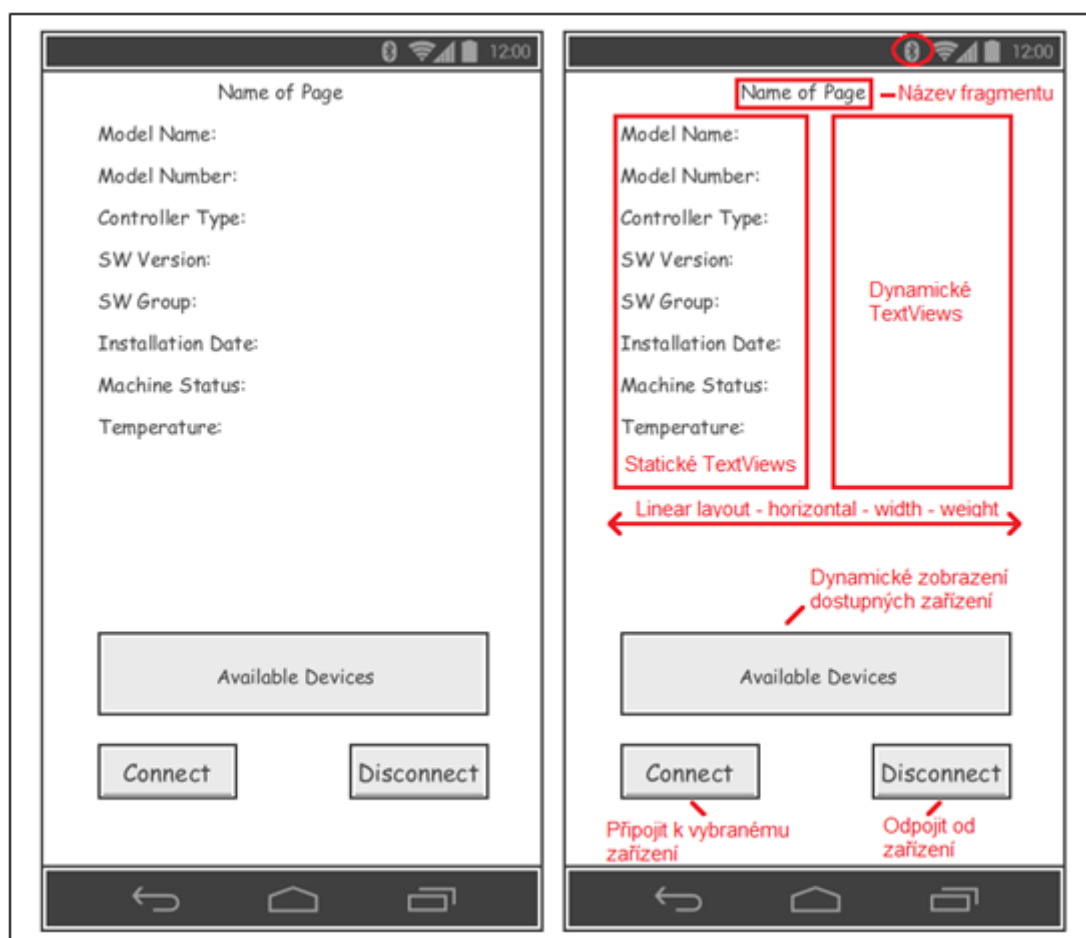 12:00
Name of Page
Model Name:
Model Number:
Controller Type:
SW Version:
SW Group:
Installation Date:
Machine Status:
Temperature:
Available Devices
Connect
Disconnect
12:00
Name of Page
Název fragmentu
Model Name:
Model Number:
Controller Type:
SW Version:
SW Group:
Installation Date:
Machine Status:
Temperature:
Statické TextViews
Dynamické
TextViews
Linear layout - horizontal - width - weight
Dynamické zobrazení
dostupných zařízení
Available Devices
Connect
Disconnect
Připojit k vybranému
zařízení
Odpojit od
zařízení